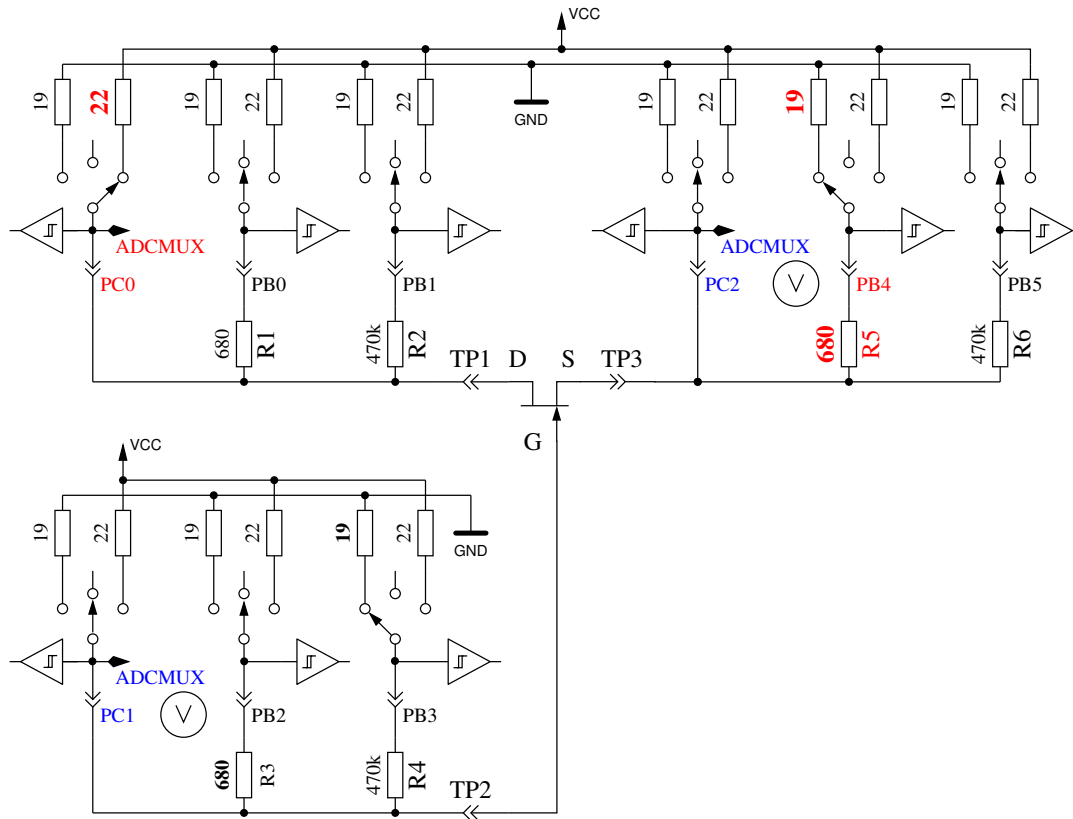 VCC
19 22 19 22 19 22 19 22 19 22 19 22
GND
ADCMUX ADCMUX
PC0 PB0 PB1 PC2 V PB4 PB5
680 R1 470k R2 680 R5 470k R6
TP1 D S TP3
G
VCC
19 22 19 22 19 22
GND
ADCMUX
PC1 V PB2 PB3
680 R3 470k R4
TP2